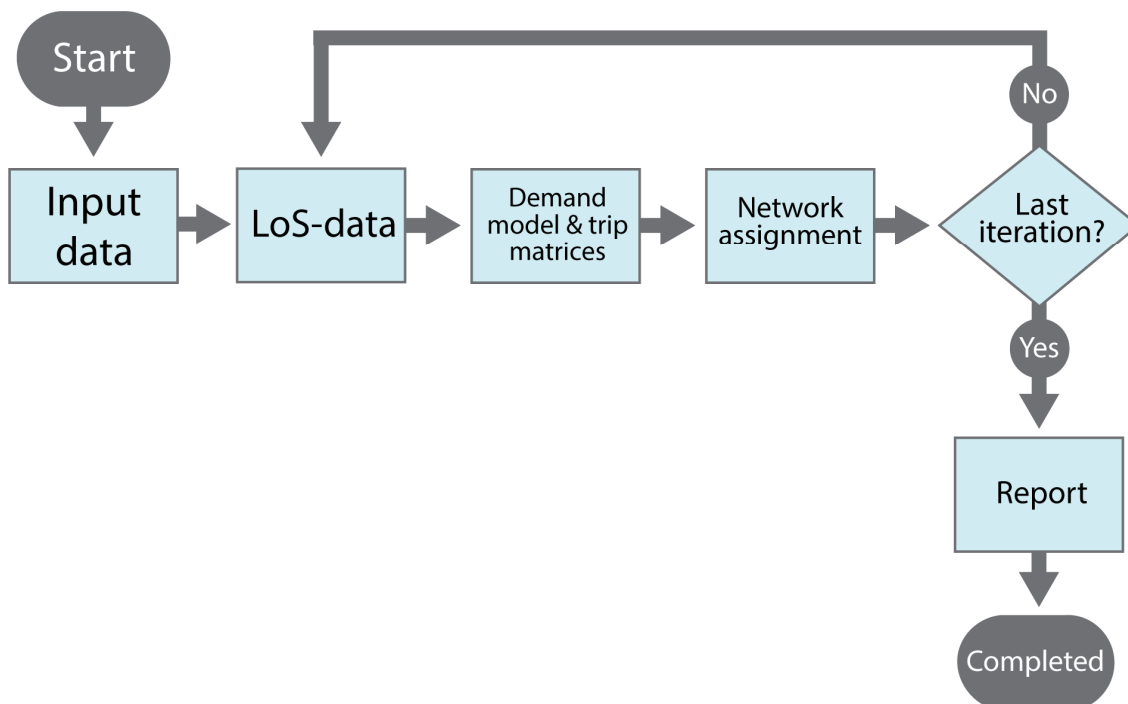 Start
No
Input
data
LoS-data
Demand
model & trip
matrices
Network
assignment
Last
iteration?
Yes
Report
Completed